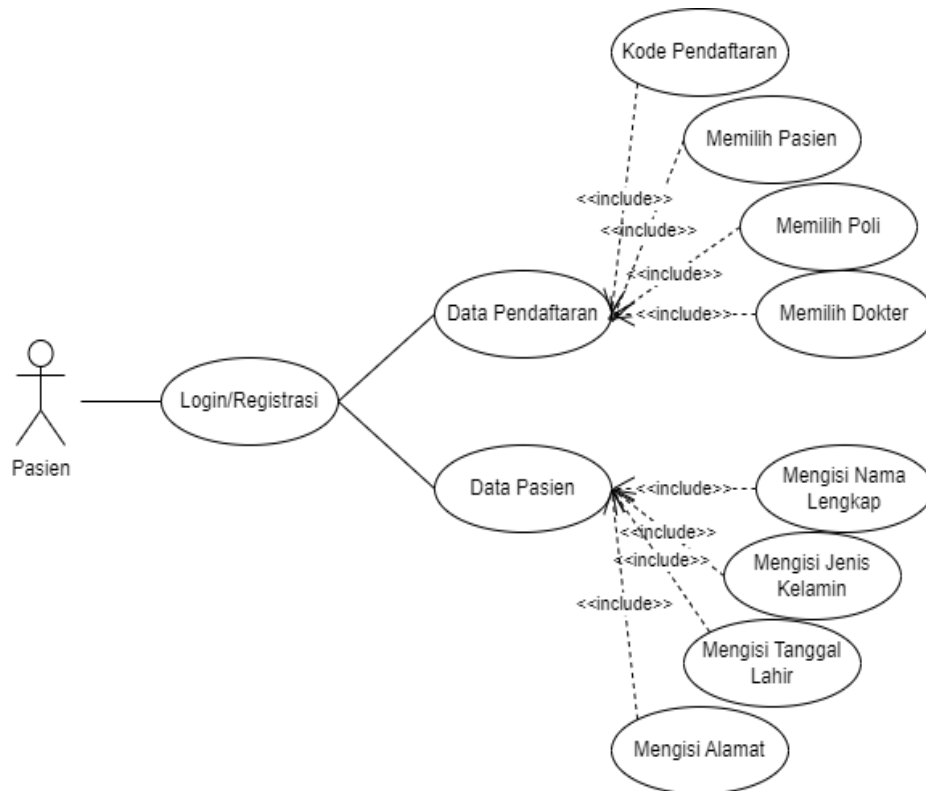 Kode Pendaftaran
Memilih Pasien
<<include>>
<<include>>
Memilih Poli
<<include>>
Data Pendaftaran
<<include>>
Memilih Dokter
Login/Registrasi
Pasien
Data Pasien
<<include>>
Mengisi Nama
Lengkap
<<include>>
<<include>>
Mengisi Jenis
Kelamin
<<include>>
Mengisi Tanggal
Lahir
Mengisi Alamat